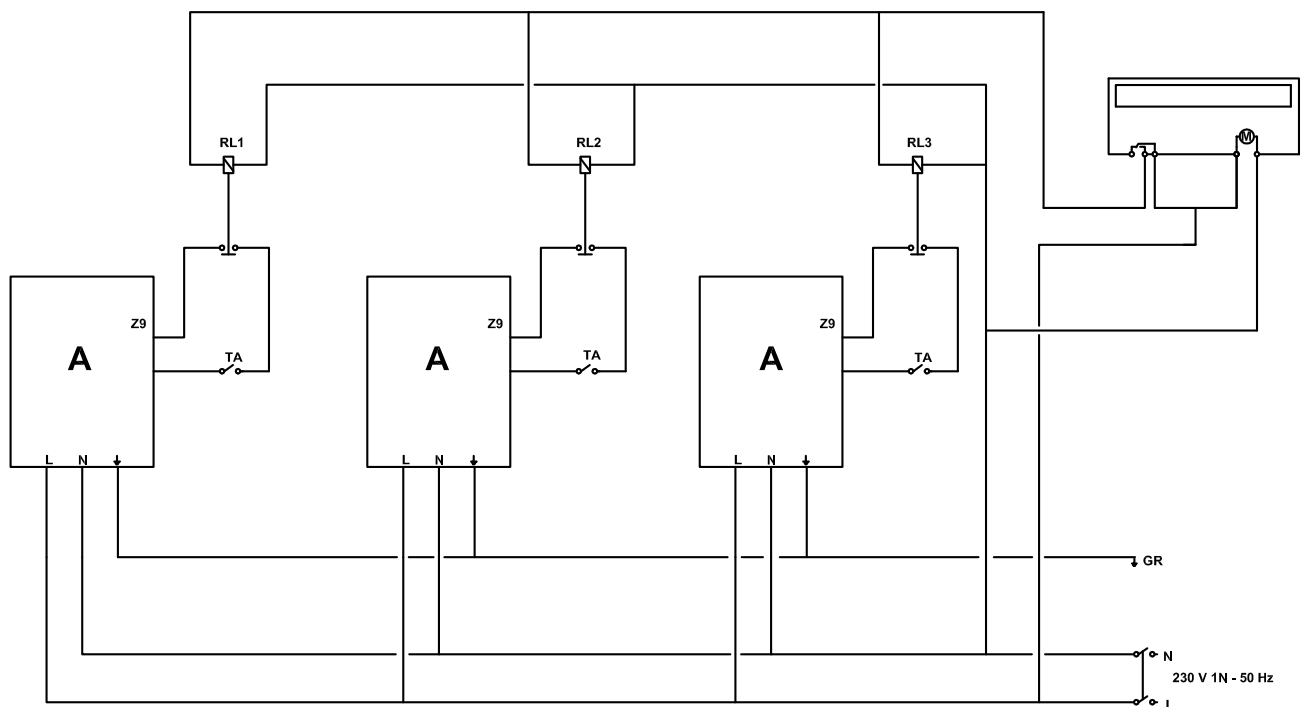 RL1 RL2 RL3
M
Z9 Z9 Z9
A A A
TA TA TA
L N L N L N
GR
N
230 V 1N - 50 Hz
L